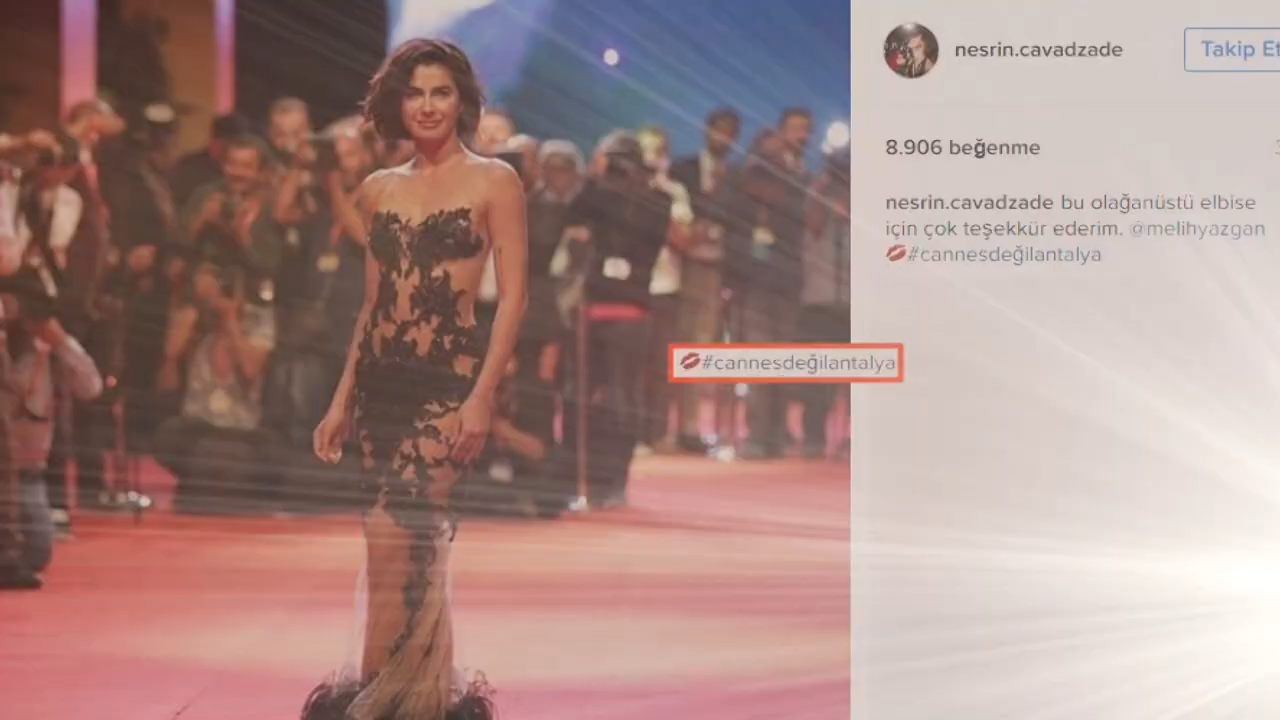 nesrin.cavadzade
Takip Et
8.906 beğenme
nesrin.cavadzade bu olağanüstü elbise
için çok teşekkür ederim. @melihyazgan
💋#cannesdeğilantalya
💋#cannesdeğilantalya